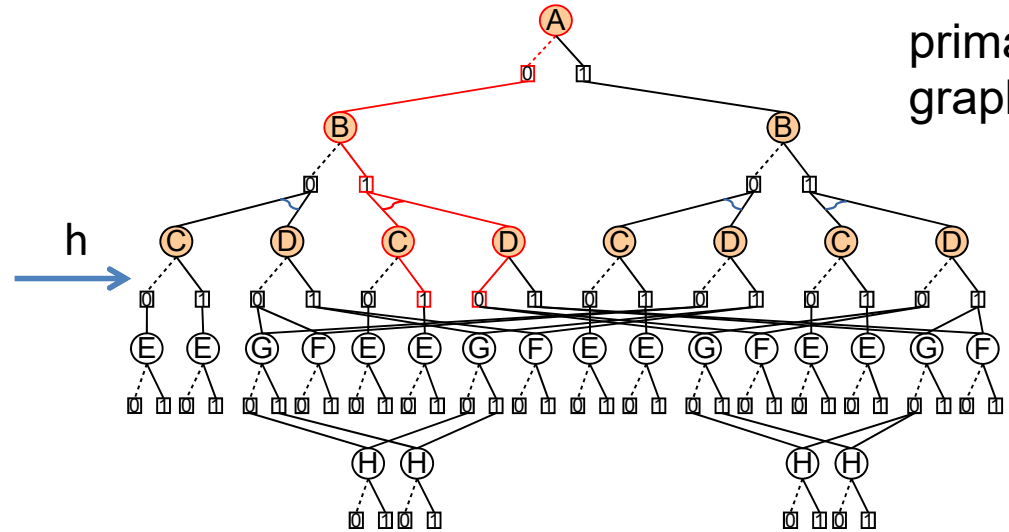 A
prima
grap
0 1
B B
0 1 0 1
h
C D C D C D C D
0 1 0 1 0 1 0 1 0 1 0 1 0 1 0 1
E E G F E E G F E E G F E E G F
0 1 0 1 0 1 0 1 0 1 0 1 0 1 0 1 0 1 0 1 0 1 0 1 0 1 0 1 0 1 0 1
H H H H
0 1 0 1 0 1 0 1